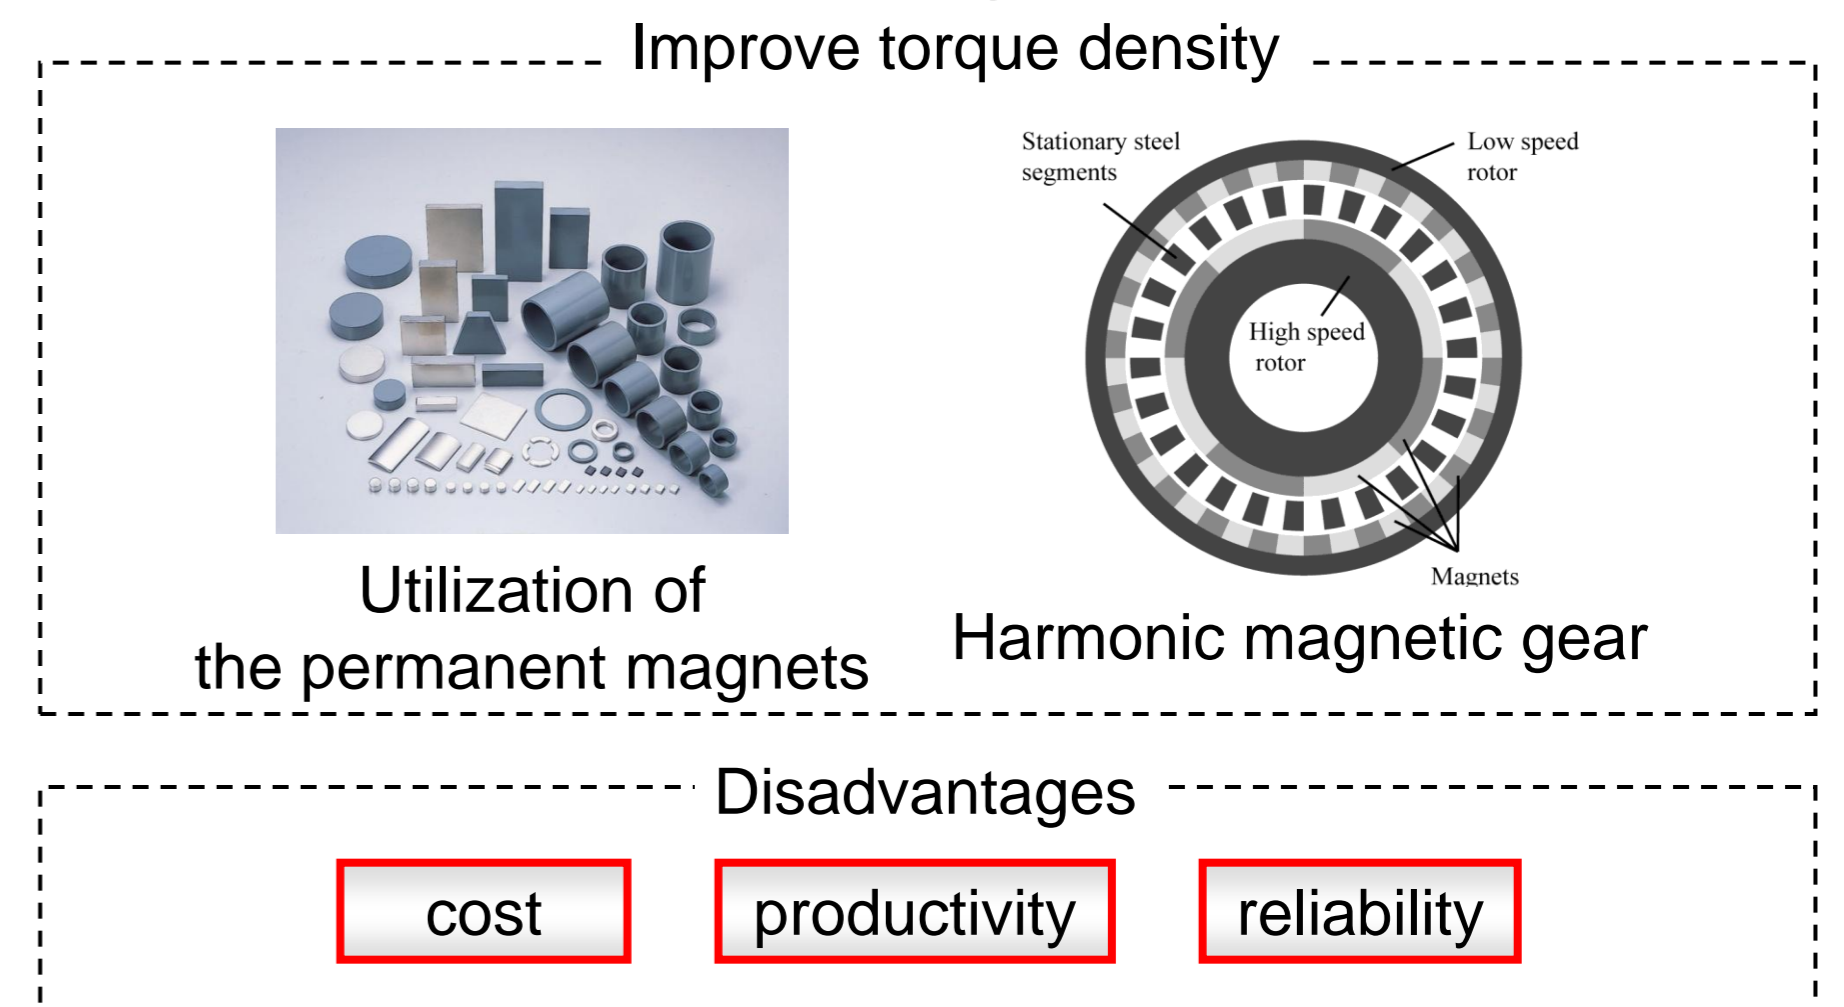 Improve torque density
Stationary steel
segments
Low speed
rotor
High speed
rotor
Magnets
Utilization of
the permanent magnets
Harmonic magnetic gear
Disadvantages
cost
productivity
reliability